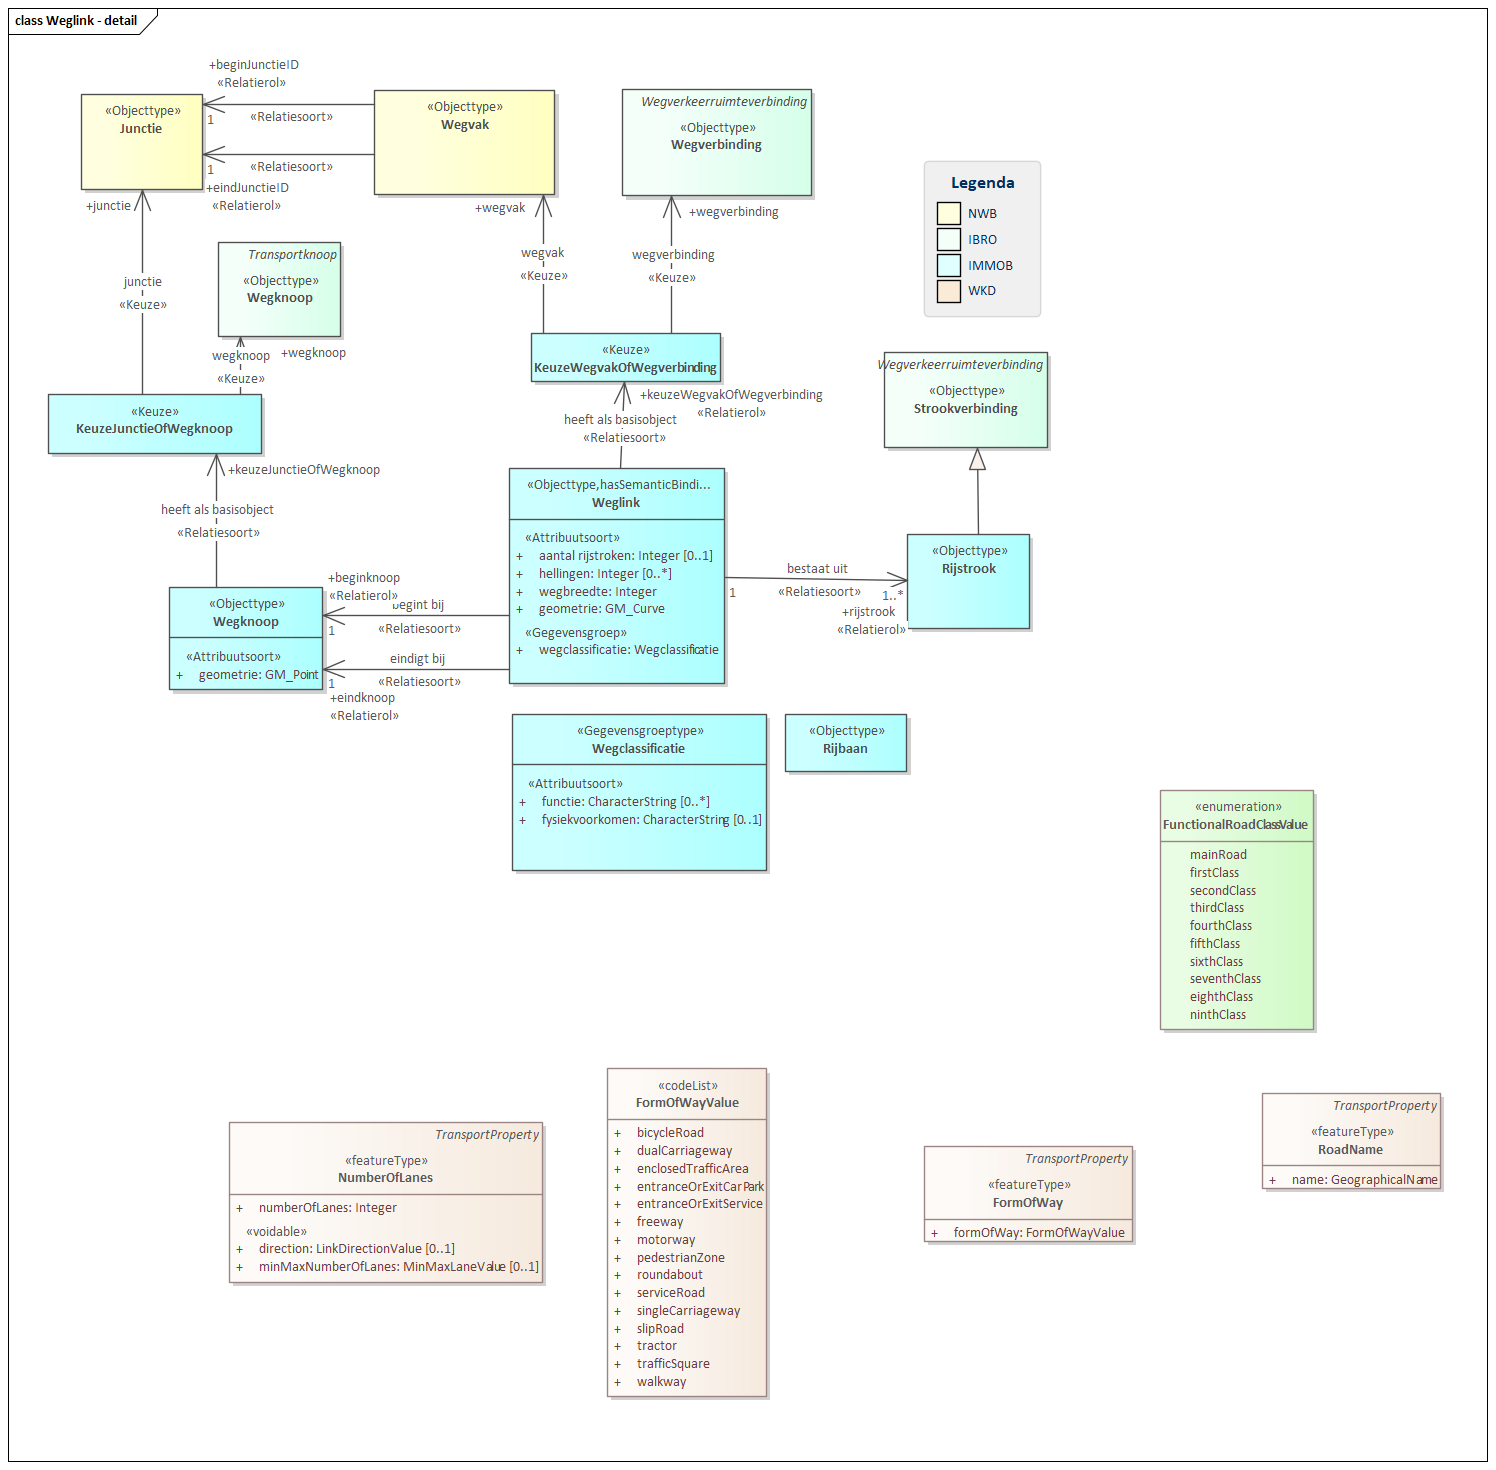 class Weglink - detail
+beginJunctieID
«Relatierol»
«Objecttype»
Junctie
1
«Relatiesoort»
1
«Relatiesoort»
+eindJunctieID
«Relatierol»
«Objecttype»
Wegvak
Wegverkeerruimteverbinding
«Objecttype»
Wegverbinding
Legenda
NWB
IBRO
IMMOB
WKD
+junctie
junctie
«Keuze»
Transportknoop
«Objecttype»
Wegknoop
wegknoop
+wegknoop
«Keuze»
+wegvak
wegvak
«Keuze»
+wegverbinding
wegverbinding
«Keuze»
«Keuze»
KeuzeWegvakOfWegverbinding
+keuzeWegvakOfWegverbinding
«Relatierol»
heeft als basisobject
«Relatiesoort»
Wegverkeerruimteverbinding
«Objecttype»
Strookverbinding
«Keuze»
KeuzeJunctieOfWegknoop
+keuzeJunctieOfWegknoop
heeft als basisobject
«Relatiesoort»
«Objecttype,hasSemanticBindi...
Weglink
«Attribuutsoort»
+ aantal rijstroken: Integer [0..1]
+ hellingen: Integer [0..*]
+ wegbreedte: Integer
+ geometrie: GM_Curve
«Gegevensgroep»
+ wegclassificatie: Wegclassificatie
bestaat uit
1
«Relatiesoort»
1..*
+rijstrook
«Relatierol»
«Objecttype»
Rijstrook
«Objecttype»
Wegknoop
«Attribuutsoort»
+ geometrie: GM_Point
+beginknoop
«Relatierol»
begint bij
1
«Relatiesoort»
eindigt bij
1
«Relatiesoort»
+eindknoop
«Relatierol»
«Gegevensgroeptype»
Wegclassificatie
«Attribuutsoort»
+ functie: CharacterString [0..*]
+ fysiekvoorkomen: CharacterString [0..1]
«Objecttype»
Rijbaan
«enumeration»
FunctionalRoadClassValue
mainRoad
firstClass
secondClass
thirdClass
fourthClass
fifthClass
sixthClass
seventhClass
eighthClass
ninthClass
TransportProperty
«featureType»
NumberOfLanes
+ numberOfLanes: Integer
«voidable»
+ direction: LinkDirectionValue [0..1]
+ minMaxNumberOfLanes: MinMaxLaneValue [0..1]
«codeList»
FormOfWayValue
+ bicycleRoad
+ dualCarriageway
+ enclosedTrafficArea
+ entranceOrExitCarPark
+ entranceOrExitService
+ freeway
+ motorway
+ pedestrianZone
+ roundabout
+ serviceRoad
+ singleCarriageway
+ slipRoad
+ tractor
+ trafficSquare
+ walkway
TransportProperty
«featureType»
FormOfWay
+ formOfWay: FormOfWayValue
TransportProperty
«featureType»
RoadName
+ name: GeographicalName